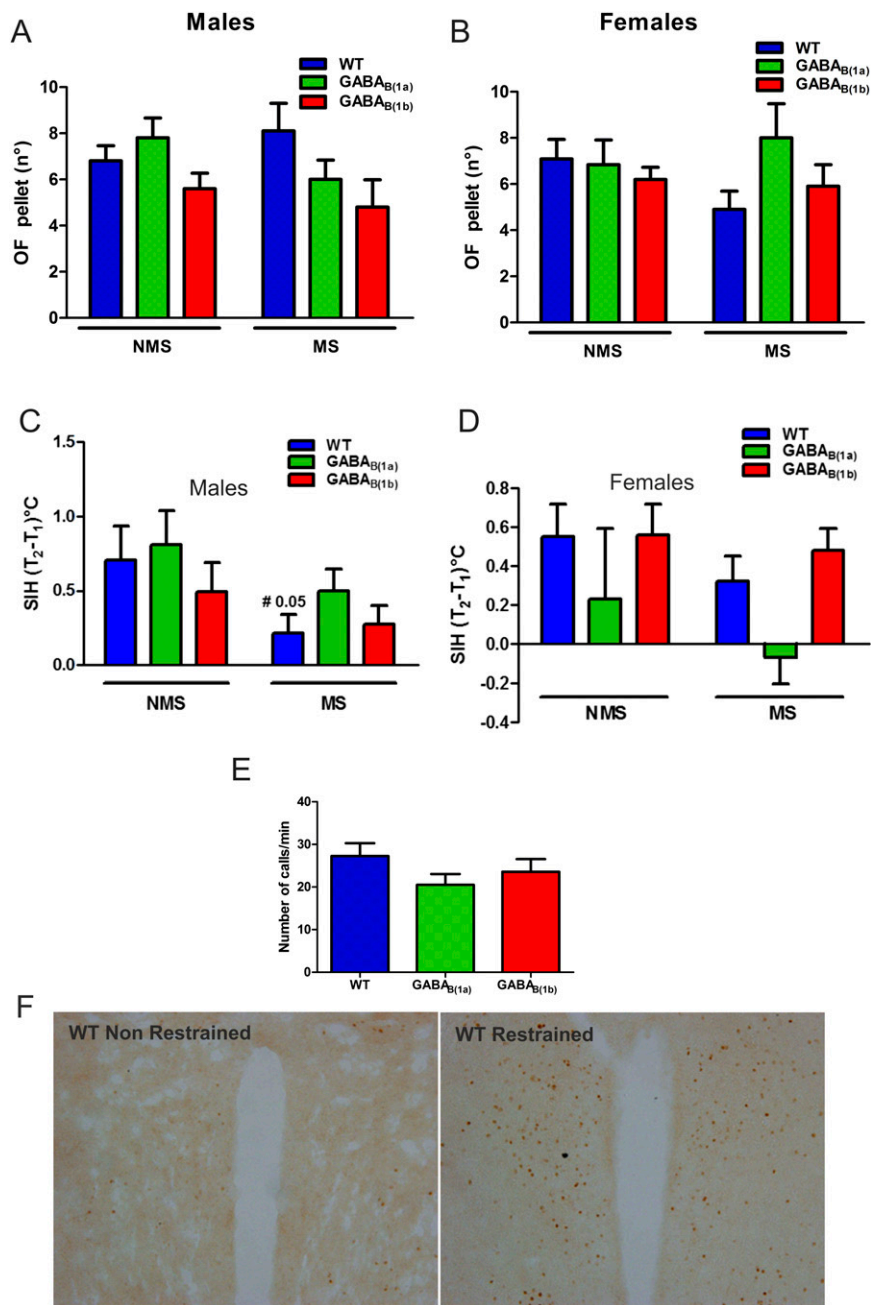 Males
Females
A
WT
GABAB(1a)
GABAB(1b)
OF pellet (n°)
10
8
6
4
2
0
NMS
MS
B
WT
GABAB(1a)
GABAB(1b)
OF pellet (n°)
10
8
6
4
2
0
NMS
MS
C
WT
GABAB(1a)
GABAB(1b)
Males
SIH (T2-T1)°C
1.5
1.0
0.5
0.0
# 0.05
NMS
MS
D
WT
GABAB(1a)
GABAB(1b)
Females
SIH (T2-T1)°C
0.8
0.6
0.4
0.2
0.0
-0.2
-0.4
NMS
MS
E
Number of calls/min
40
30
20
10
0
WT
GABAB(1a)
GABAB(1b)
F
WT Non Restrained
WT Restrained